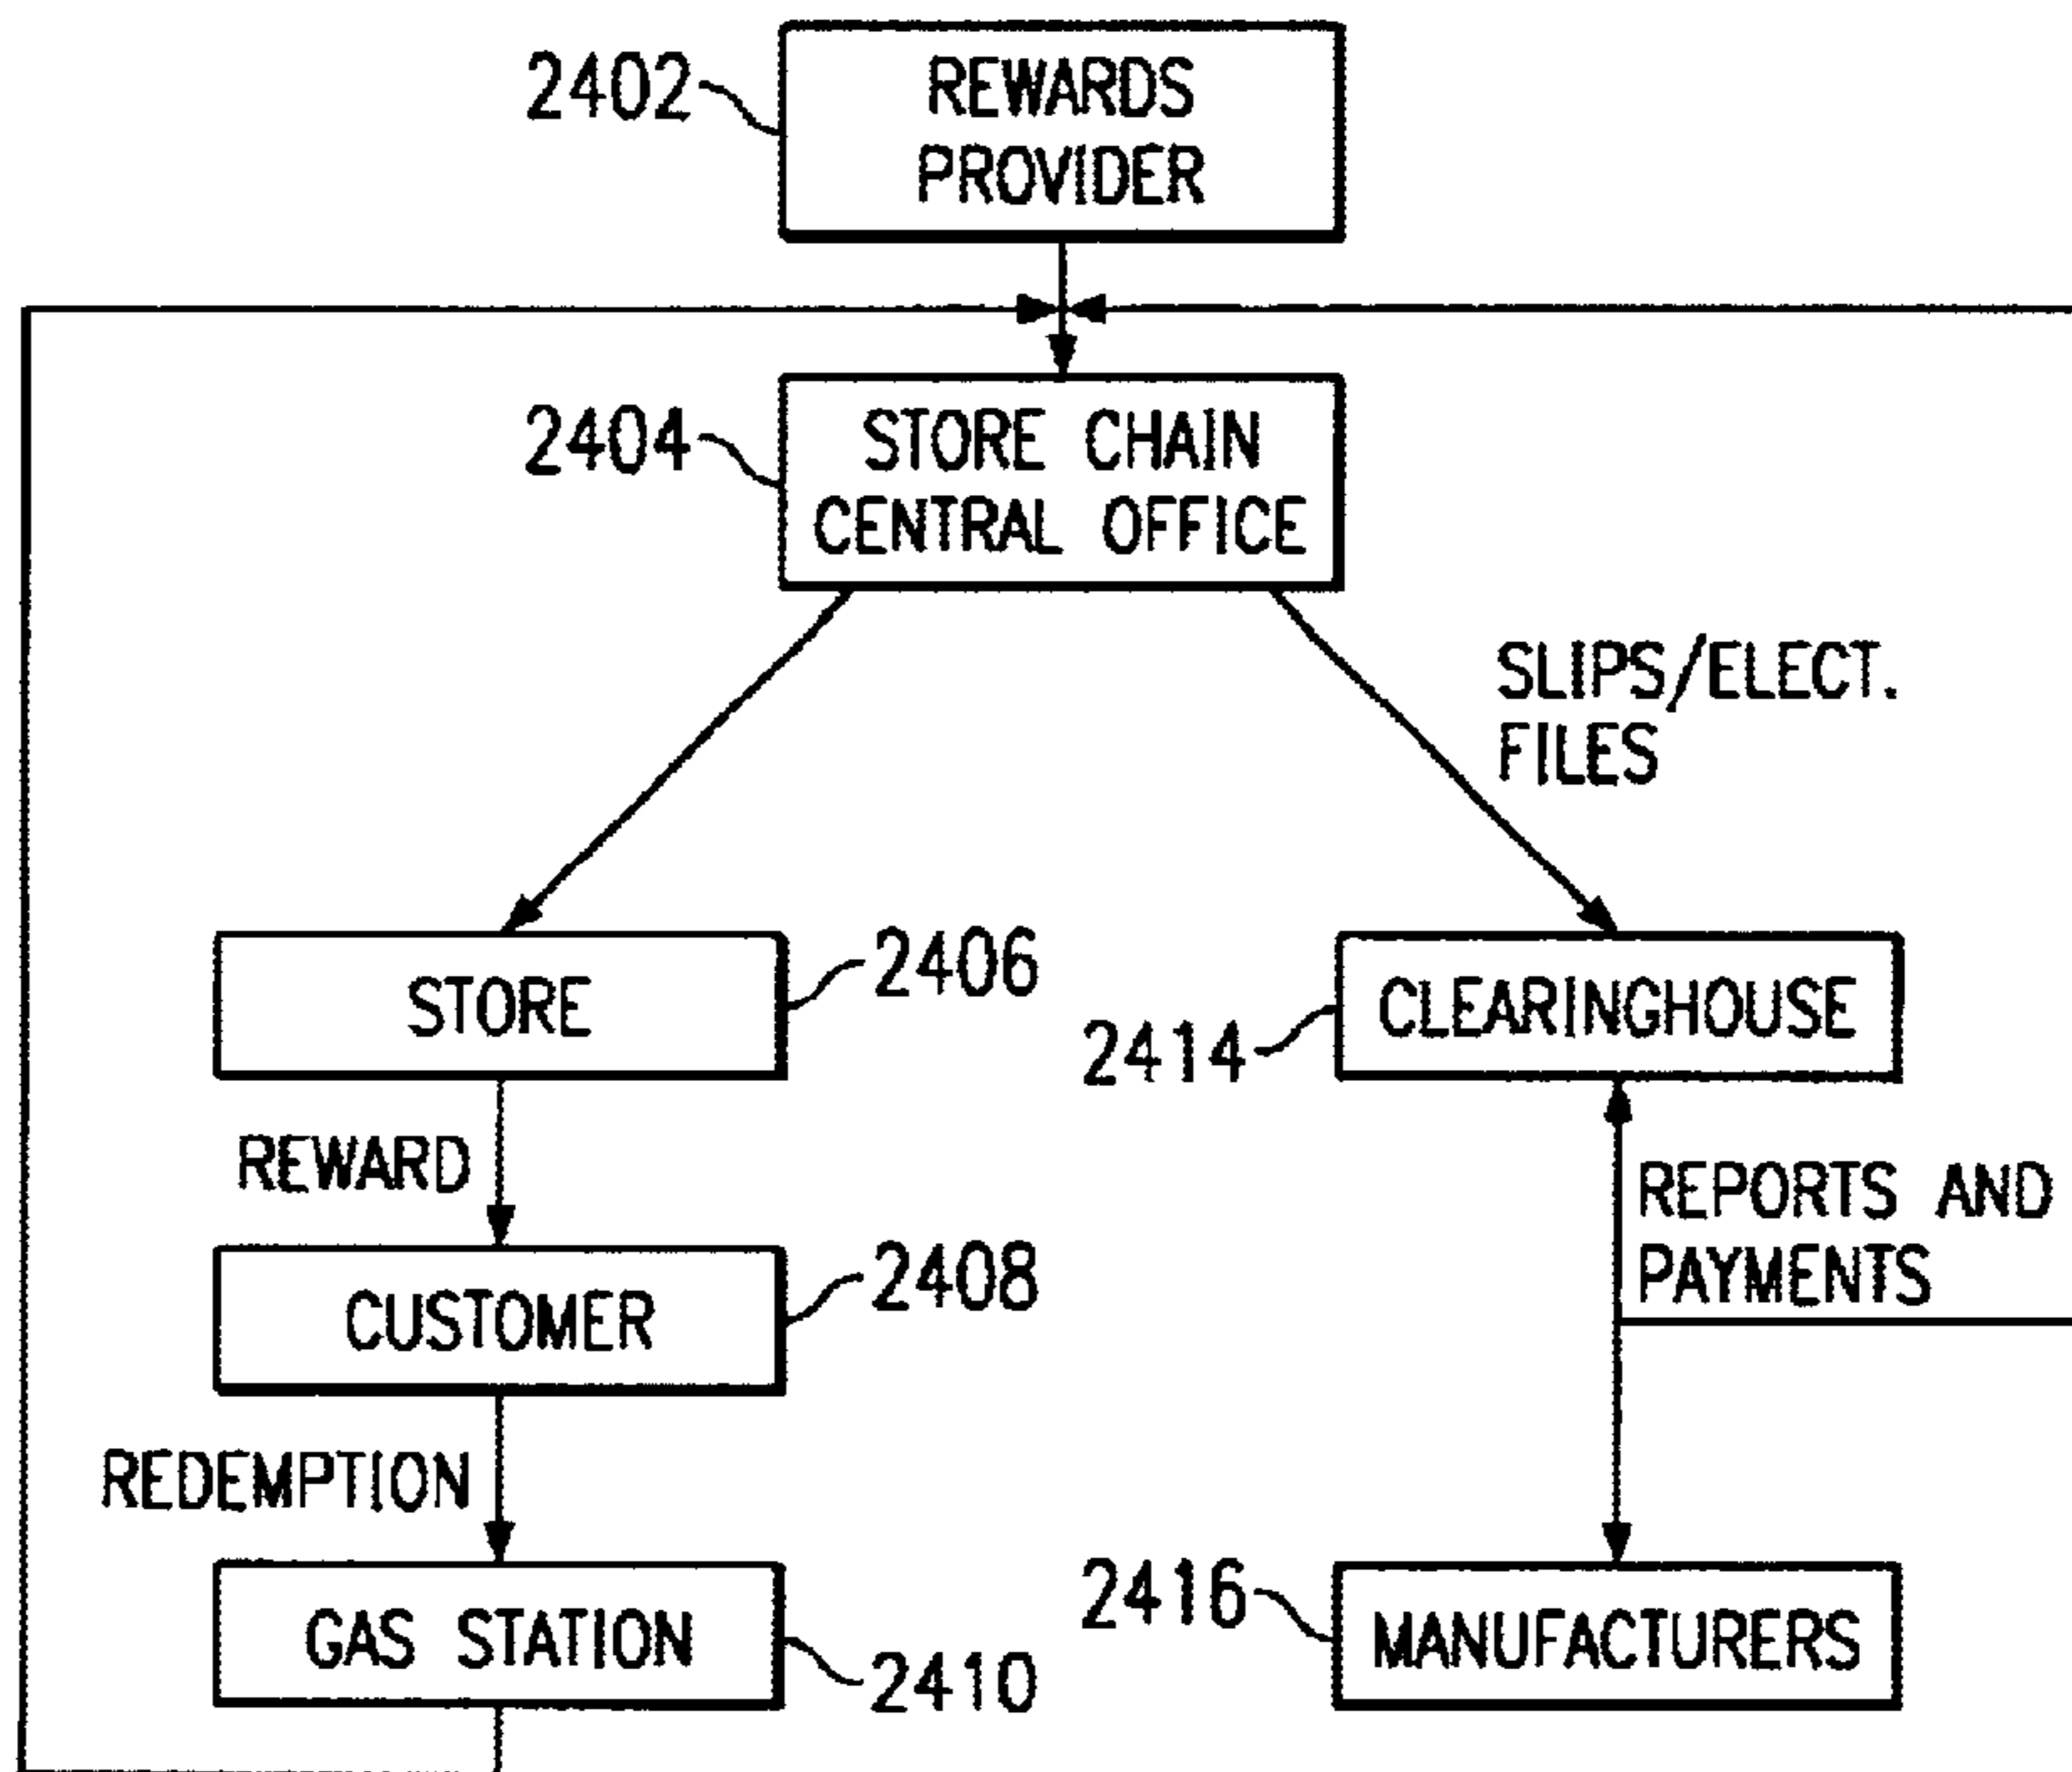 2402
REWARDS
PROVIDER
2404
STORE CHAIN
CENTRAL OFFICE
SLIPS/ELECT.
FILES
STORE
2406
2414
CLEARINGHOUSE
REWARD
REPORTS AND
PAYMENTS
CUSTOMER
2408
REDEMPTION
GAS STATION
2410
2416
MANUFACTURERS